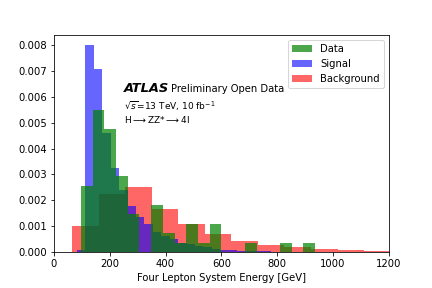 0.008
0.007
0.006
0.005
0.004
0.003
0.002
0.001
0.000
Data
Signal
Background
ATLAS Preliminary Open Data
√s=13 TeV, 10 fb⁻¹
H⟶ZZ*⟶4l
0 200 400 600 800 1000 1200
Four Lepton System Energy [GeV]